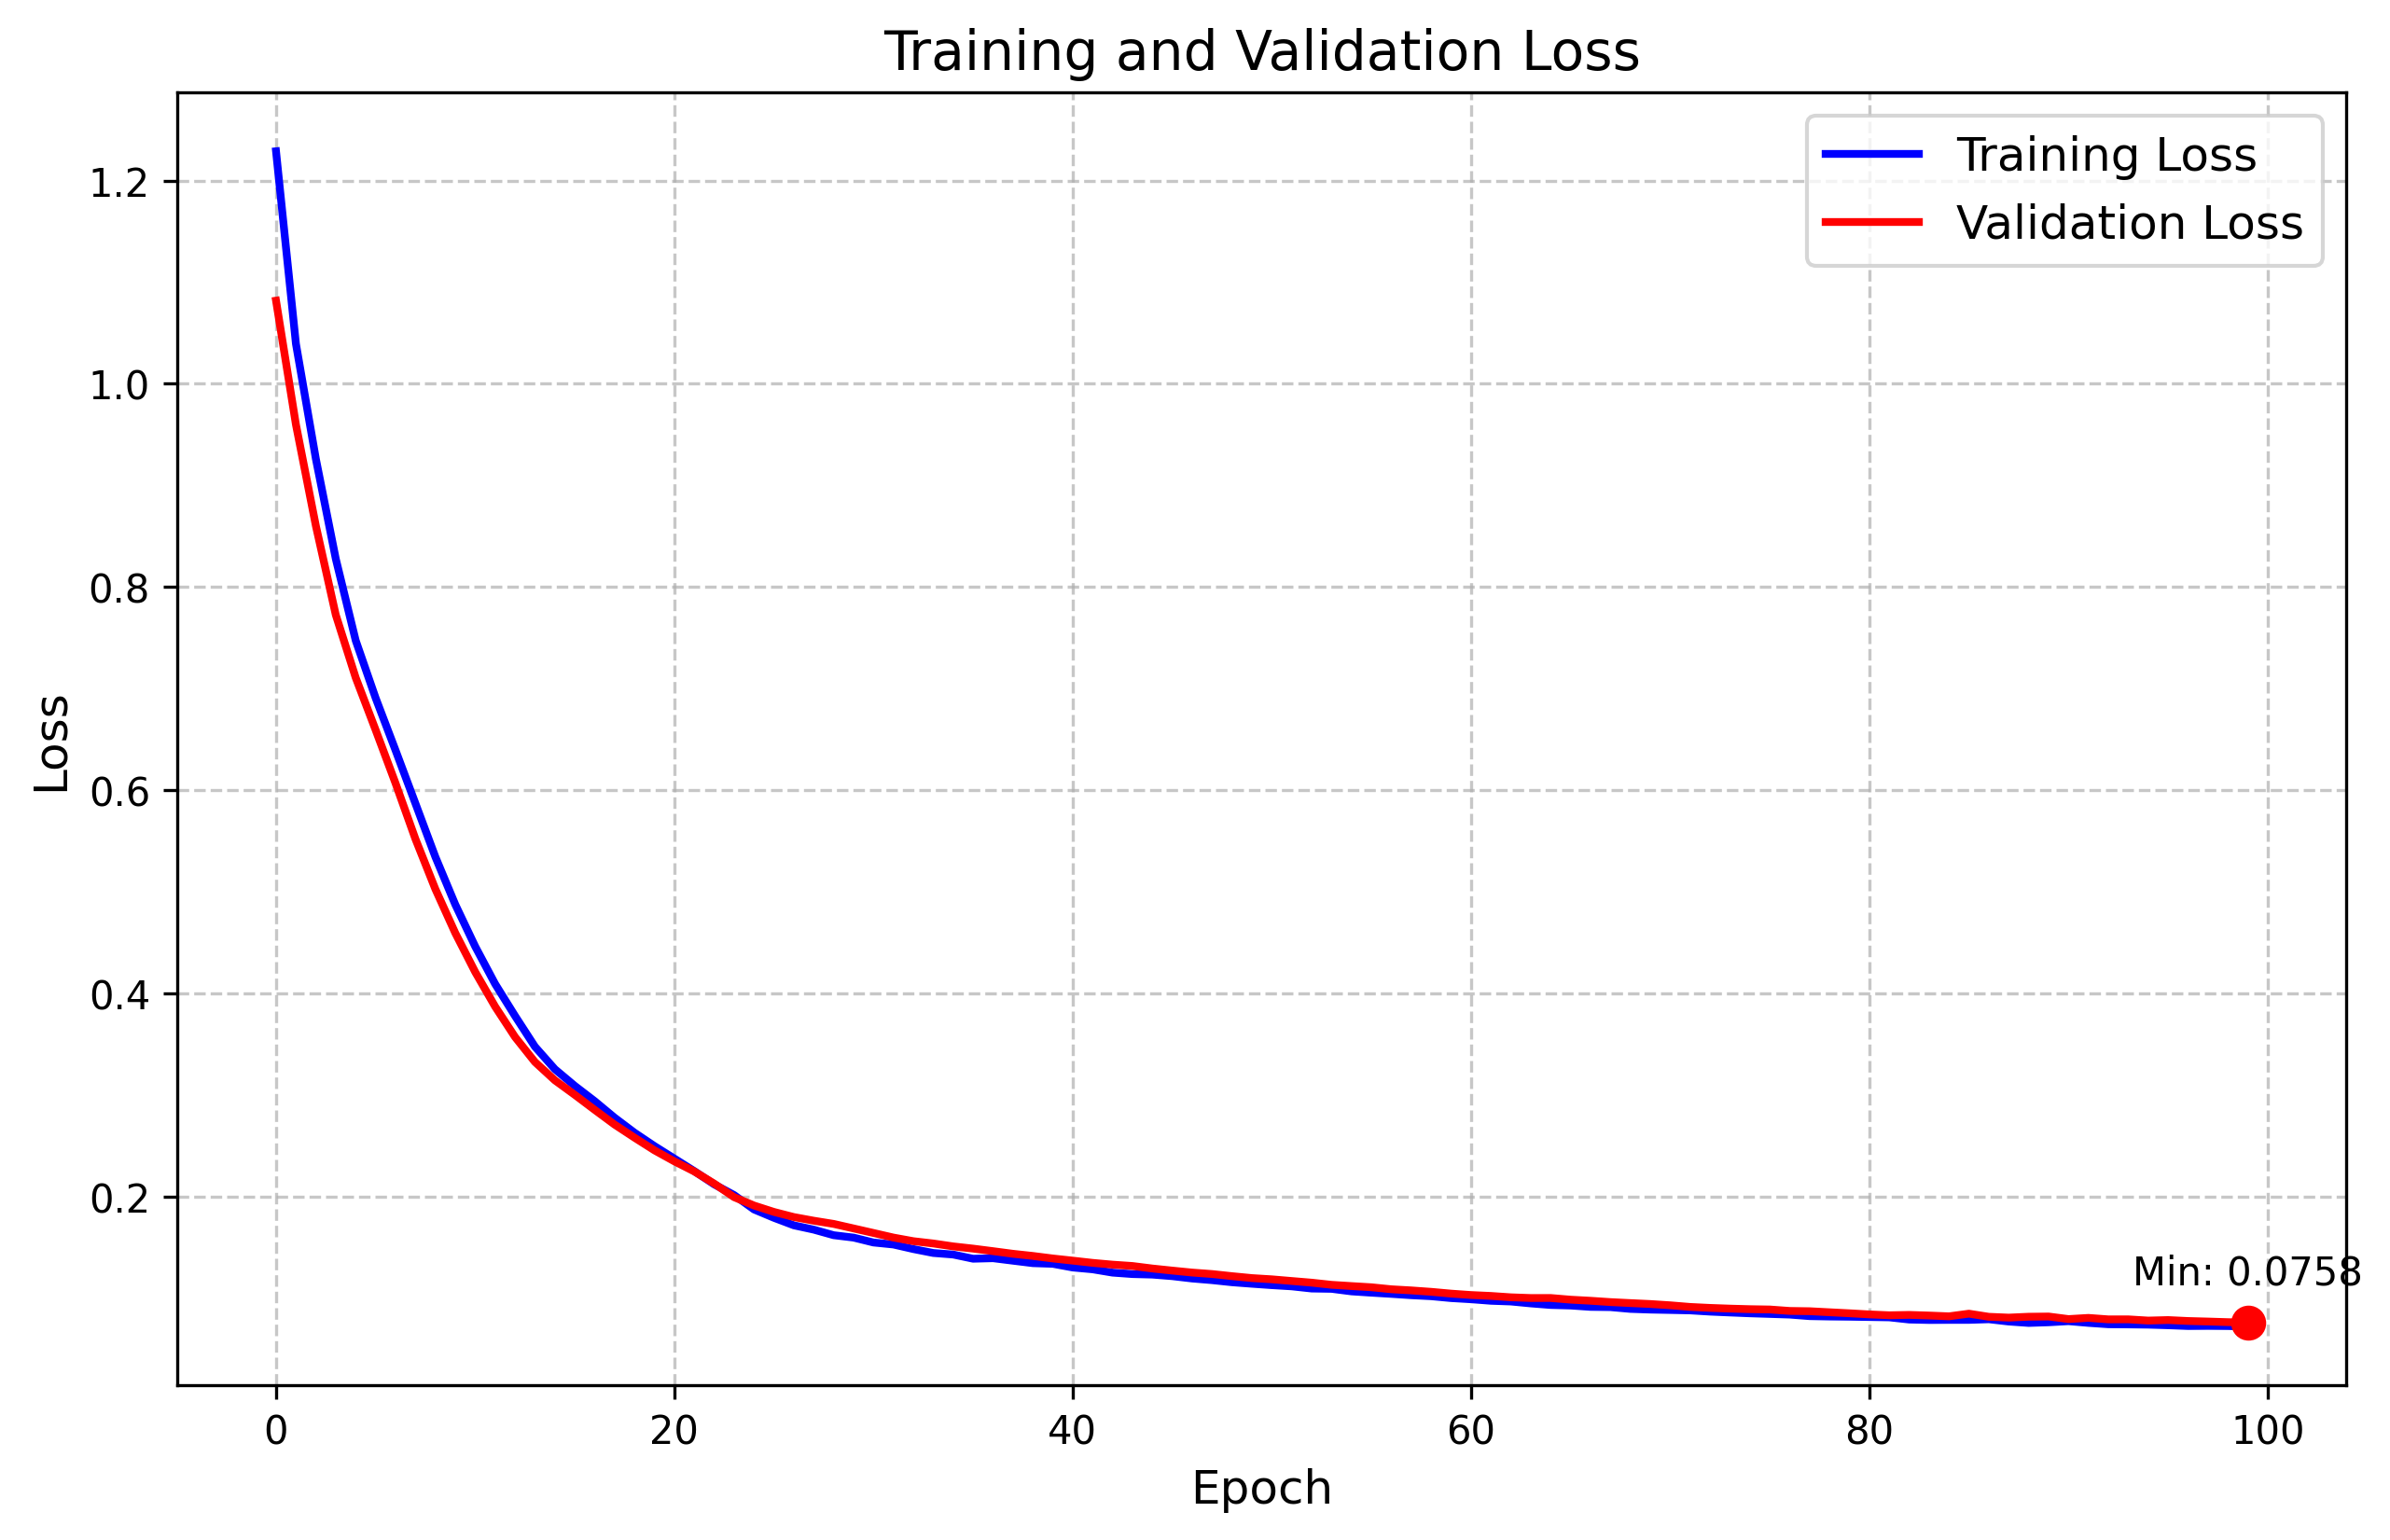 Training and Validation Loss
Training Loss
Validation Loss
1.2
1.0
0.8
0.6
0.4
0.2
Loss
Min: 0.0758
0 20 40 60 80 100
Epoch